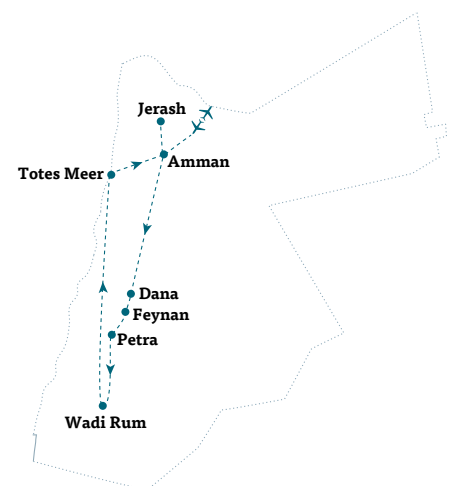 Jerash
Amman
Totes Meer
Dana
Feynan
Petra
Wadi Rum